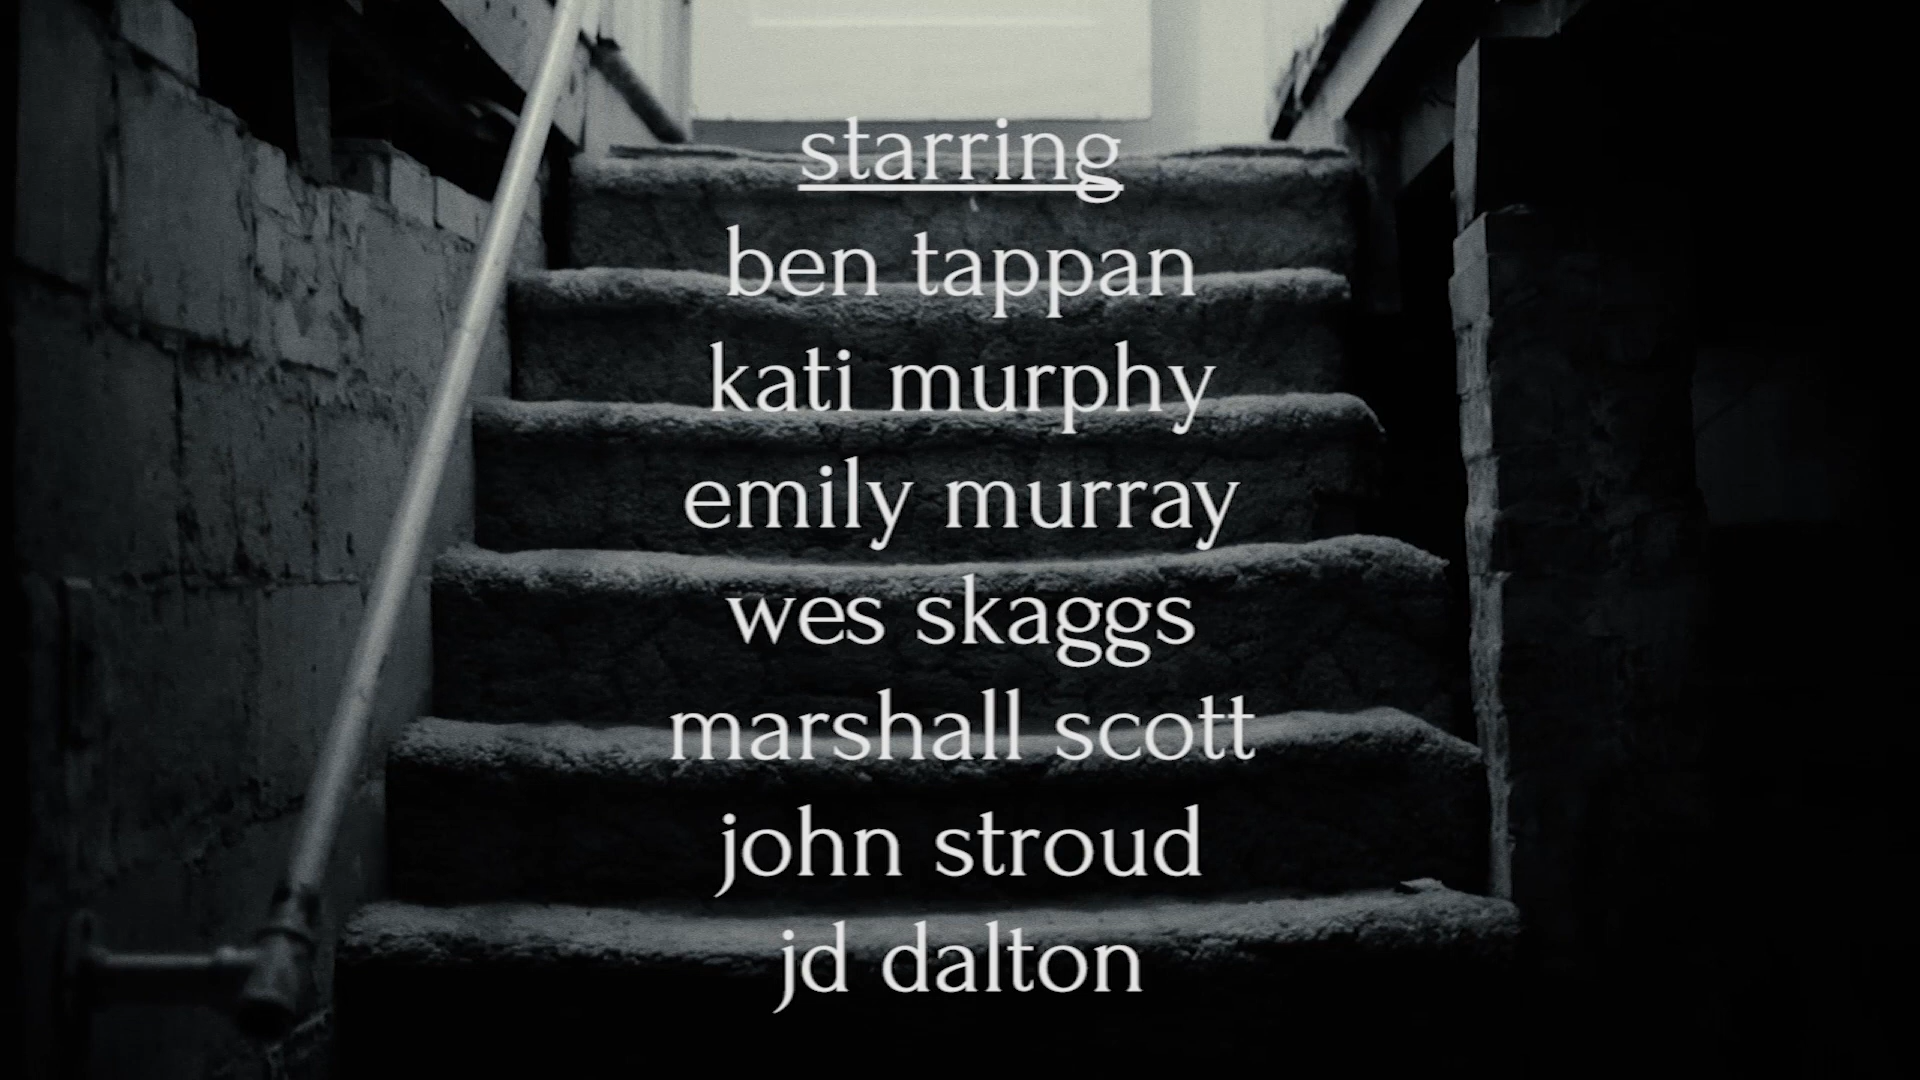 starring
ben tappan
kati murphy
emily murray
wes skaggs
marshall scott
john stroud
jd dalton